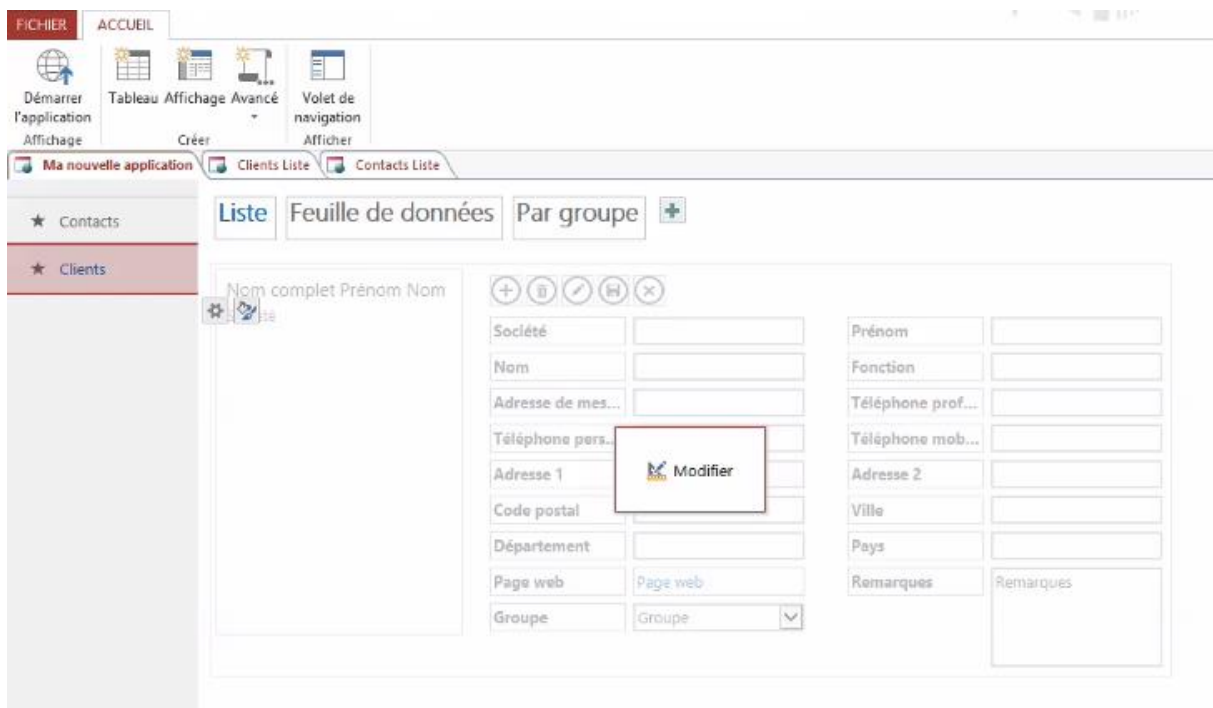 FICHIER ACCUEIL
Démarrer l'application
Tableau Affichage Avancé
Volet de navigation
Affichage Créer Afficher
Ma nouvelle application Clients Liste Contacts Liste
Contacts
Clients
Liste Feuille de données Par groupe
Nom complet Prénom Nom
Société Prénom
Nom Fonction
Adresse de mes... Téléphone prof...
Téléphone pers... Téléphone mob...
Modifier
Adresse 1 Adresse 2
Code postal Ville
Département Pays
Page web Page web Remarques Remarques
Groupe Groupe